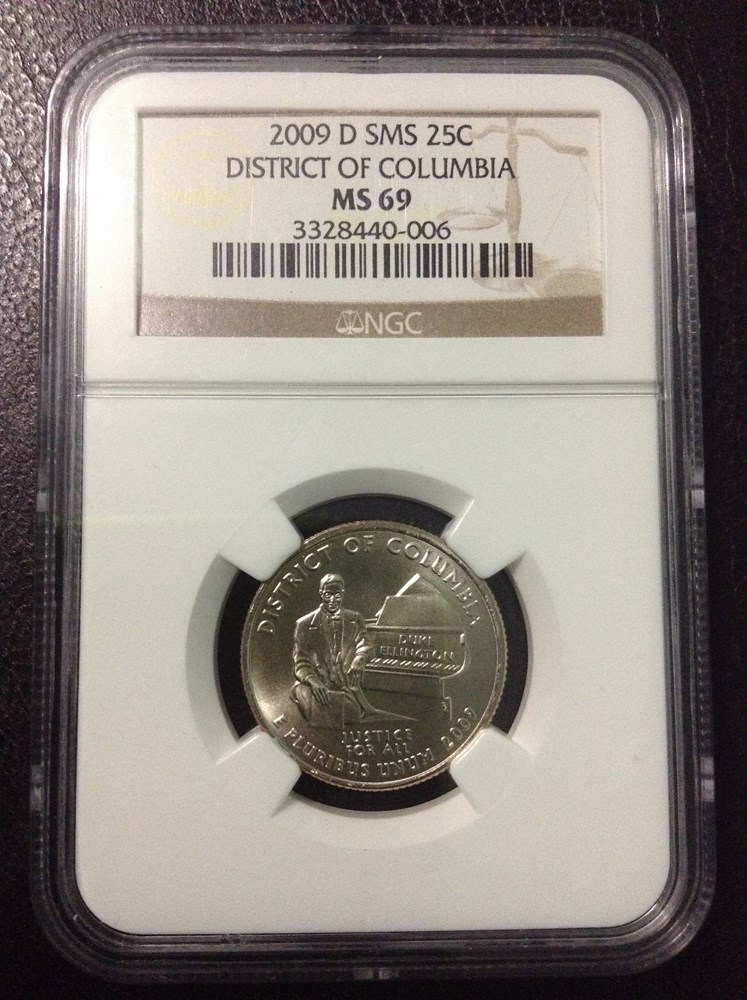 2009 D SMS 25C
DISTRICT OF COLUMBIA
MS 69
3328440-006
NGC
DISTRICT OF COLUMBIA
DUKE
ELLINGTON
JUSTICE
FOR ALL
E PLURIBUS UNUM 2009